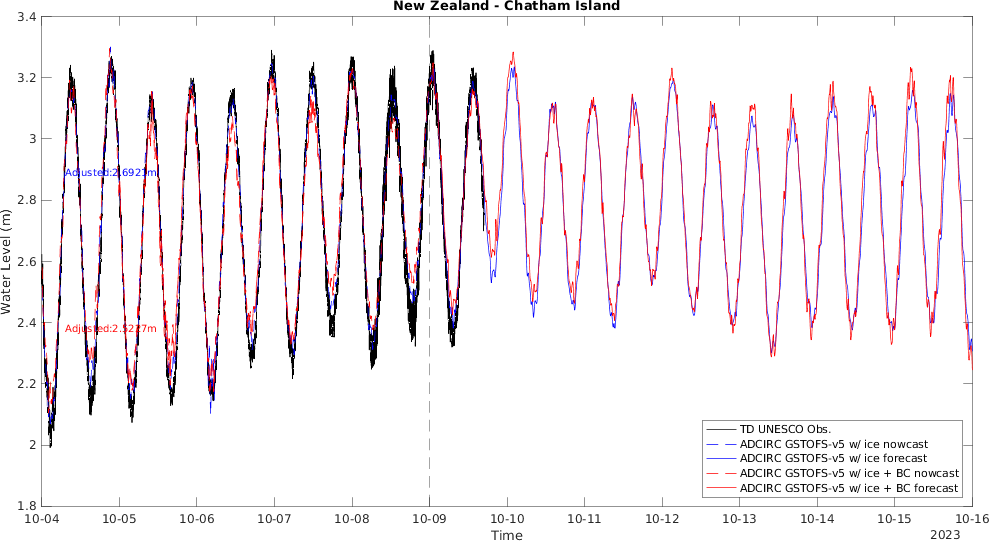 New Zealand - Chatham Island
3.4
3.2
3
2.8
2.6
2.4
2.2
2
1.8
Water Level (m)
Adjusted:2.6921m
Adjusted:2.5227m
TD UNESCO Obs.
ADCIRC GSTOFS-v5 w/ ice nowcast
ADCIRC GSTOFS-v5 w/ ice forecast
ADCIRC GSTOFS-v5 w/ ice + BC nowcast
ADCIRC GSTOFS-v5 w/ ice + BC forecast
10-04 10-05 10-06 10-07 10-08 10-09 10-10 10-11 10-12 10-13 10-14 10-15 10-16
Time
2023